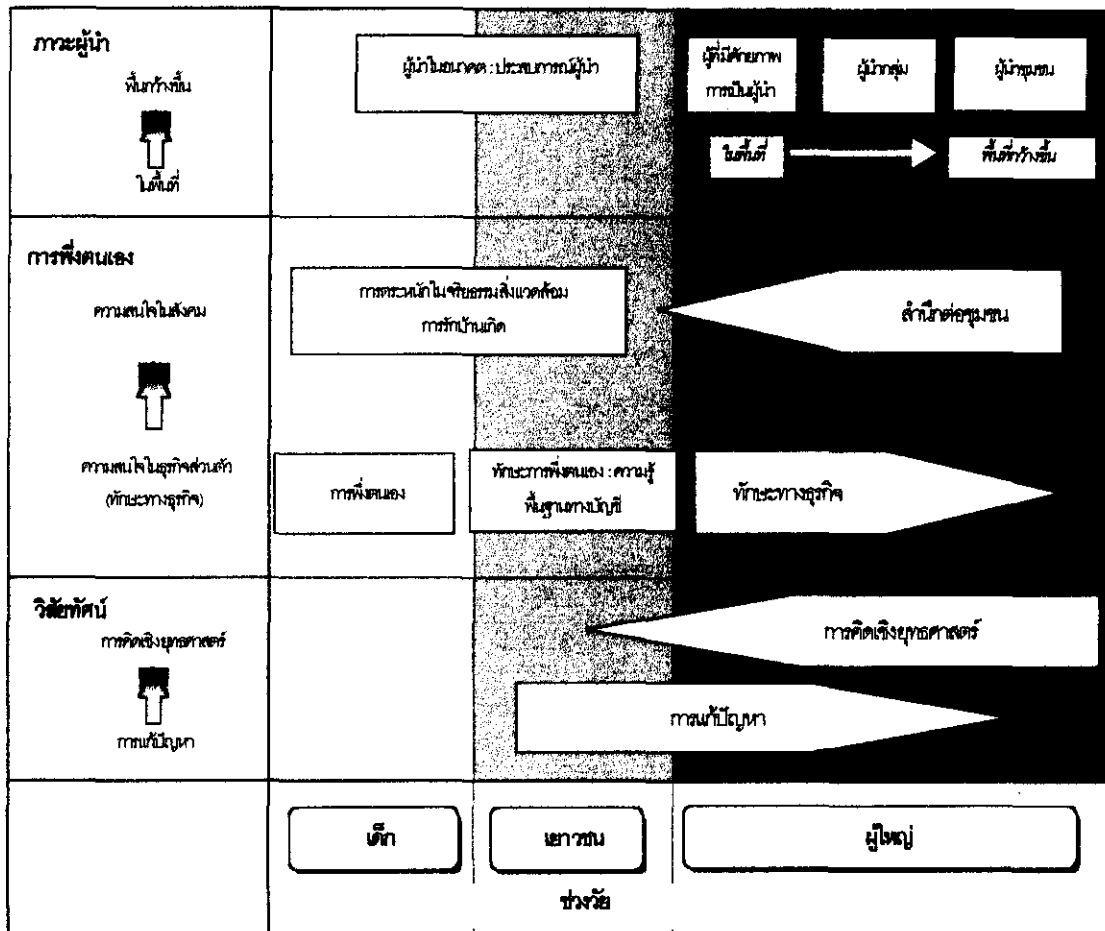 ภาวะผู้นำ
พื้นกว้างขึ้น
ในพื้นที่
ผู้นำในอนาคต : ประสบการณ์ผู้นำ
ผู้ที่มีศักยภาพ
การเป็นผู้นำ
ผู้นำกลุ่ม
ผู้นำชุมชน
ในพื้นที่
พื้นที่กว้างขึ้น
การพึ่งตนเอง
ความสนใจในสังคม
ความสนใจในธุรกิจส่วนตัว
(ทักษะทางธุรกิจ)
การตระหนักในจริยธรรมสิ่งแวดล้อม
การรักบ้านเกิด
สำนึกต่อชุมชน
การพึ่งตนเอง
ทักษะการพึ่งตนเอง : ความรู้
พื้นฐานทางบัญชี
ทักษะทางธุรกิจ
วิสัยทัศน์
การคิดเชิงยุทธศาสตร์
การแก้ปัญหา
การคิดเชิงยุทธศาสตร์
การแก้ปัญหา
เด็ก
เยาวชน
ผู้ใหญ่
ช่วงวัย